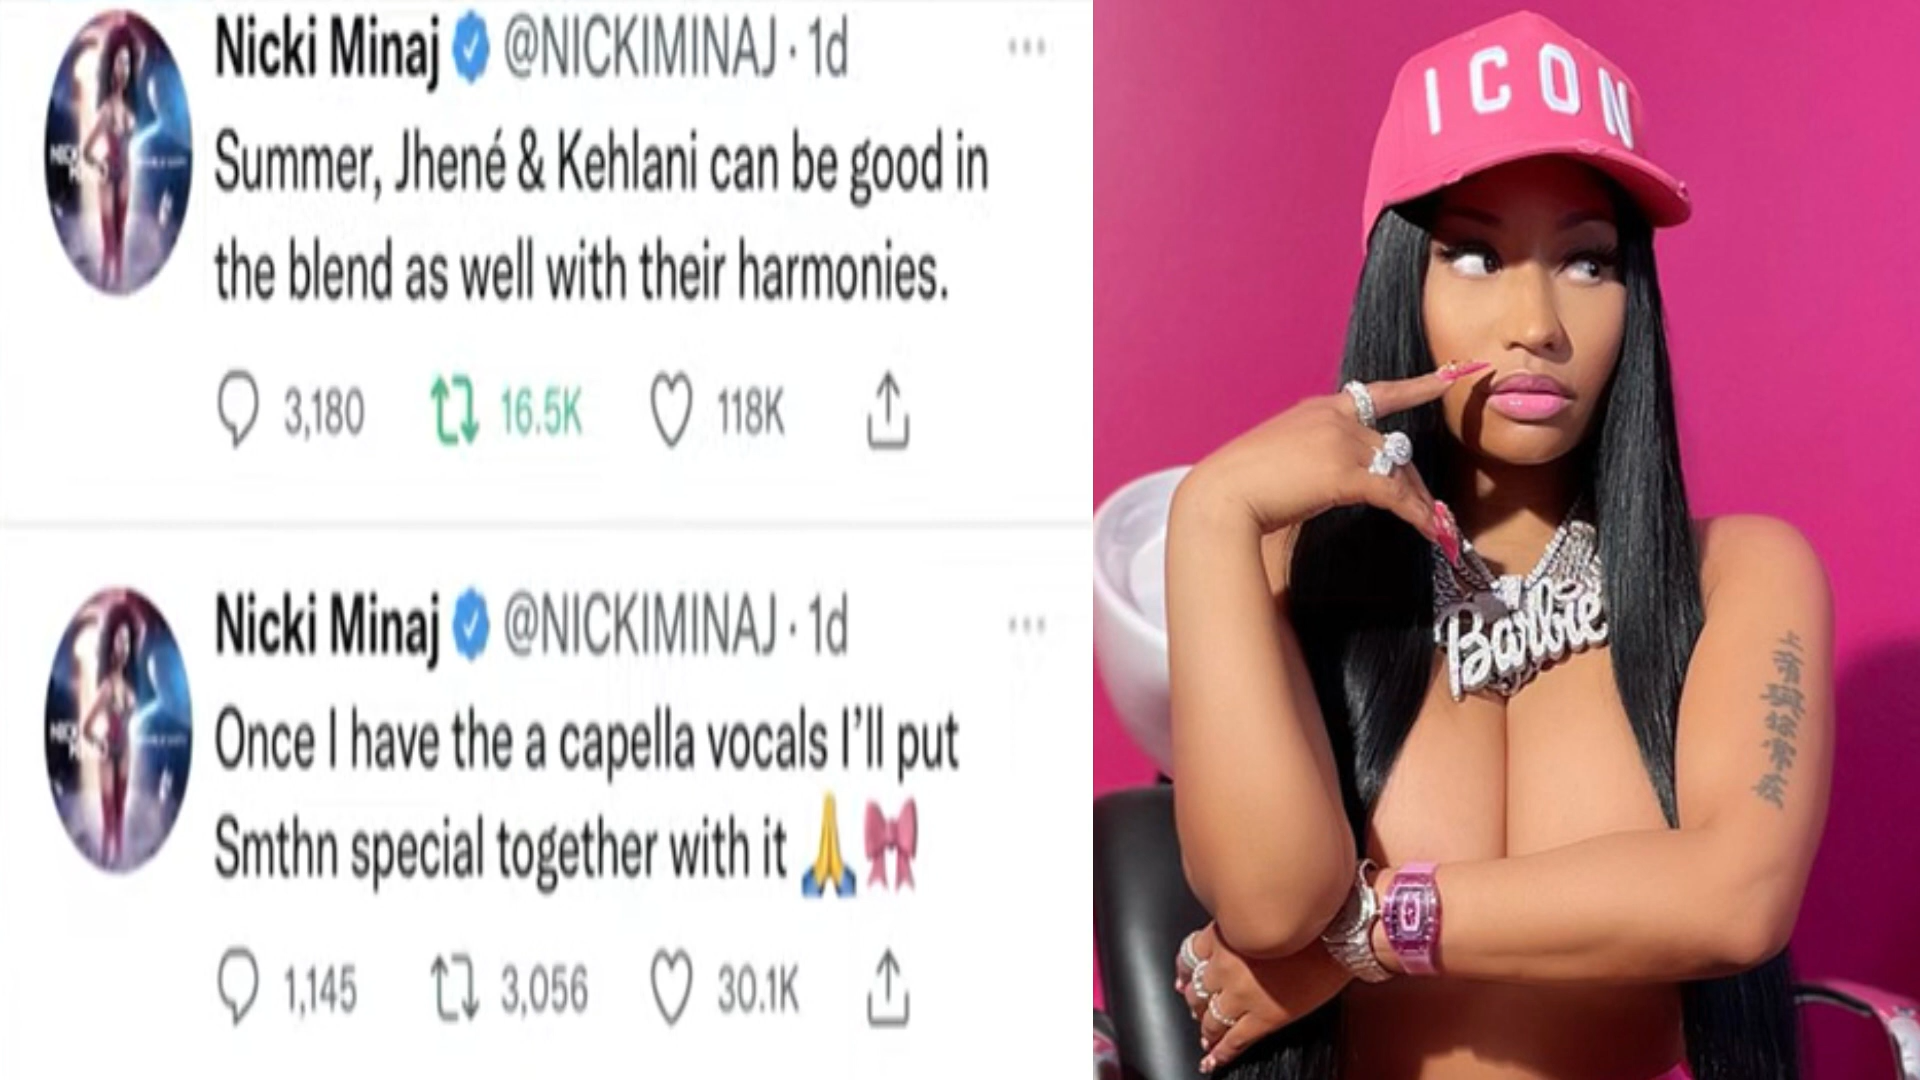 Nicki Minaj @NICKIMINAJ · 1d
Summer, Jhené & Kehlani can be good in
the blend as well with their harmonies.
3,180 16.5K 118K
Nicki Minaj @NICKIMINAJ · 1d
Once I have the a capella vocals I’ll put
Smthn special together with it 🙏🎀
1,145 3,056 30.1K
ICON
Barbie